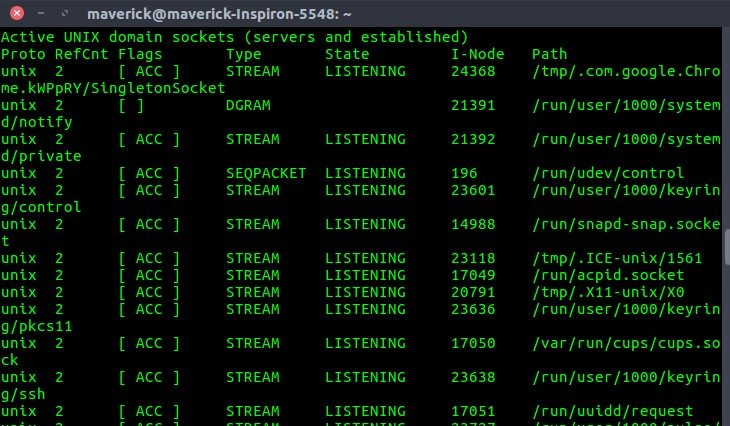 maverick@maverick-Inspiron-5548: ~
Active UNIX domain sockets (servers and established)
Proto RefCnt Flags       Type       State         I-Node   Path
unix  2      [ ACC ]     STREAM     LISTENING     24368    /tmp/.com.google.Chro
me.kWPpRY/SingletonSocket
unix  2      [ ]         DGRAM                    21391    /run/user/1000/system
d/notify
unix  2      [ ACC ]     STREAM     LISTENING     21392    /run/user/1000/system
d/private
unix  2      [ ACC ]     SEQPACKET  LISTENING     196      /run/udev/control
unix  2      [ ACC ]     STREAM     LISTENING     23601    /run/user/1000/keyrin
g/control
unix  2      [ ACC ]     STREAM     LISTENING     14988    /run/snapd-snap.socke
t
unix  2      [ ACC ]     STREAM     LISTENING     23118    /tmp/.ICE-unix/1561
unix  2      [ ACC ]     STREAM     LISTENING     17049    /run/acpid.socket
unix  2      [ ACC ]     STREAM     LISTENING     20791    /tmp/.X11-unix/X0
unix  2      [ ACC ]     STREAM     LISTENING     23636    /run/user/1000/keyrin
g/pkcs11
unix  2      [ ACC ]     STREAM     LISTENING     17050    /var/run/cups/cups.so
ck
unix  2      [ ACC ]     STREAM     LISTENING     23638    /run/user/1000/keyrin
g/ssh
unix  2      [ ACC ]     STREAM     LISTENING     17051    /run/uuidd/request